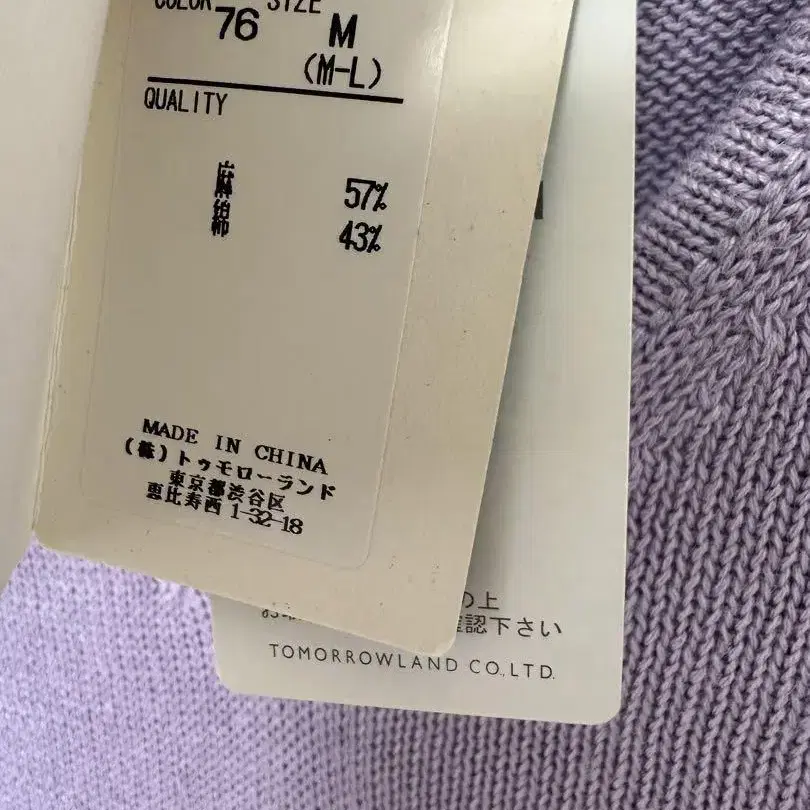 COLOR SIZE
76 M
(M-L)
QUALITY
麻 57%
綿 43%
MADE IN CHINA
(株)トゥモローランド
東京都渋谷区
恵比寿西 1-32-18
の上
確認下さい
TOMORROWLAND CO., LTD.